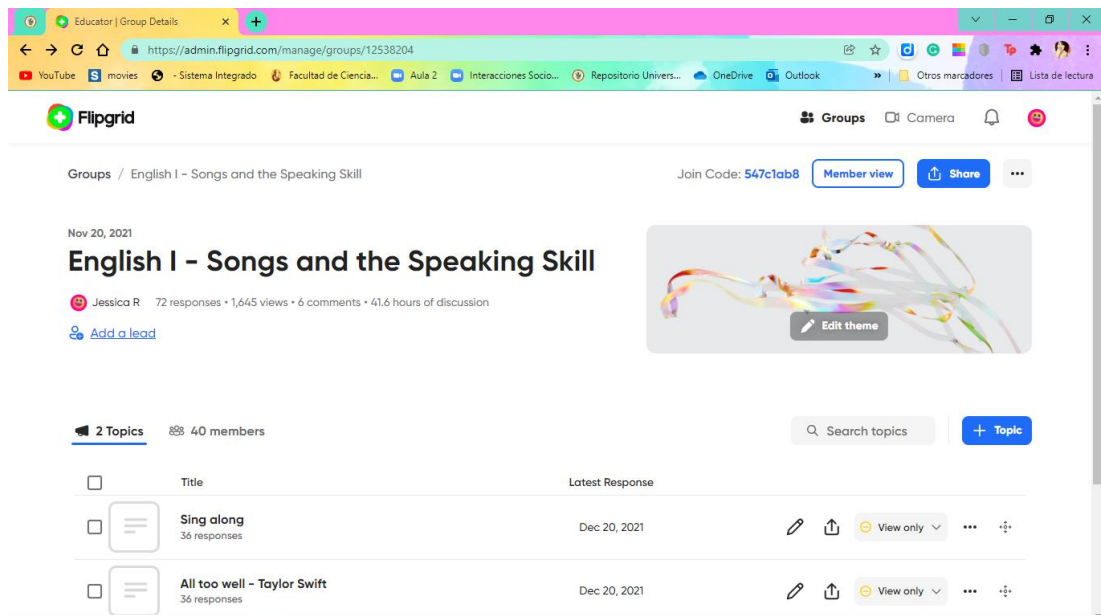 Educator | Group Details
https://admin.flipgrid.com/manage/groups/12538204
YouTube movies - Sistema Integrado Facultad de Ciencia... Aula 2 Interacciones Socio... Repositorio Univers... OneDrive Outlook » Otros marcadores Lista de lectura
Flipgrid Groups Camera
Groups / English I - Songs and the Speaking Skill Join Code: 547c1ab8 Member view Share
Nov 20, 2021
English I - Songs and the Speaking Skill
Jessica R 72 responses • 1,645 views • 6 comments • 41.6 hours of discussion
Edit theme
Add a lead
2 Topics 40 members Search topics + Topic
Title Latest Response
Sing along
36 responses
Dec 20, 2021 View only
All too well - Taylor Swift
36 responses
Dec 20, 2021 View only